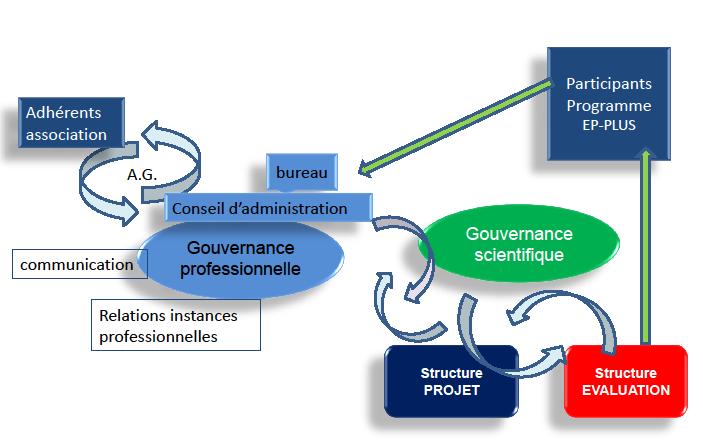 Participants
Programme
EP-PLUS
Adhérents
association
A.G.
bureau
Conseil d'administration
Gouvernance
professionnelle
Gouvernance
scientifique
communication
Relations instances
professionnelles
Structure
PROJET
Structure
EVALUATION